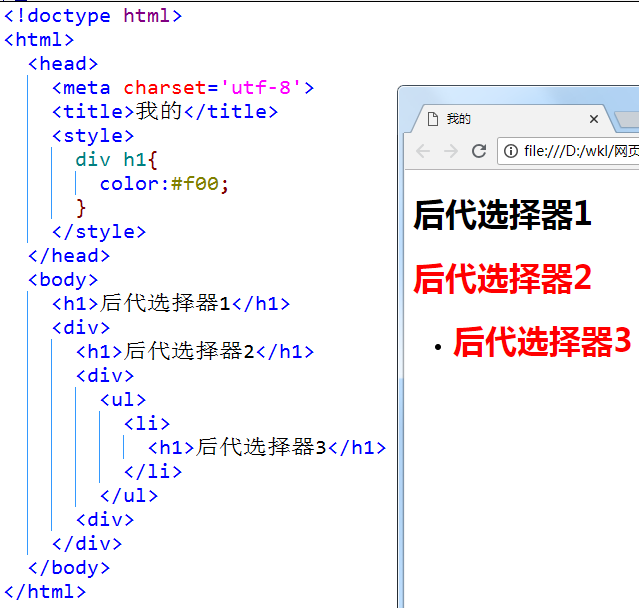 <!doctype html>
<html>
<head>
<meta charset='utf-8'>
<title>我的</title>
<style>
div h1{
color:#f00;
}
</style>
</head>
<body>
<h1>后代选择器1</h1>
<div>
<h1>后代选择器2</h1>
<div>
<ul>
<li>
<h1>后代选择器3</h1>
</li>
</ul>
<div>
</div>
</body>
</html>
我的
file:///D:/wkl/网页
后代选择器1
后代选择器2
后代选择器3